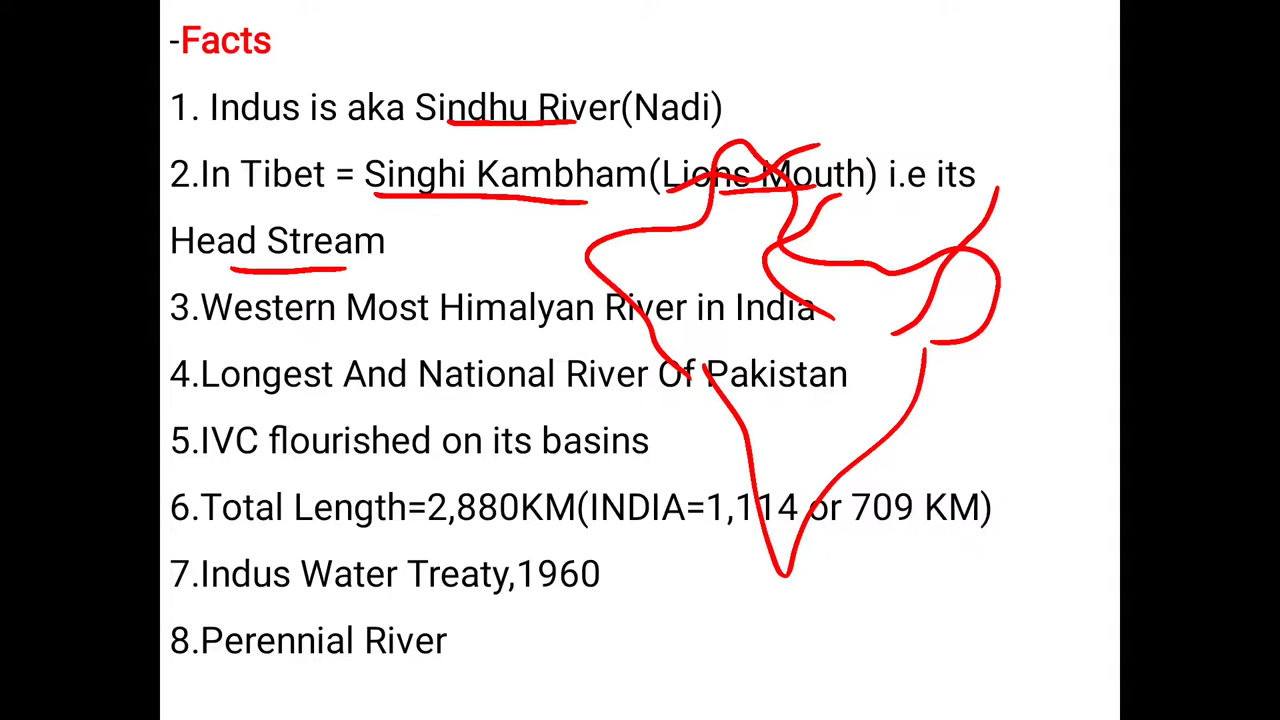 -Facts
1. Indus is aka Sindhu River(Nadi)
2.In Tibet = Singhi Kambham(Lions Mouth) i.e its
Head Stream
3.Western Most Himalyan River in India
4.Longest And National River Of Pakistan
5.IVC flourished on its basins
6.Total Length=2,880KM(INDIA=1,114 or 709 KM)
7.Indus Water Treaty,1960
8.Perennial River